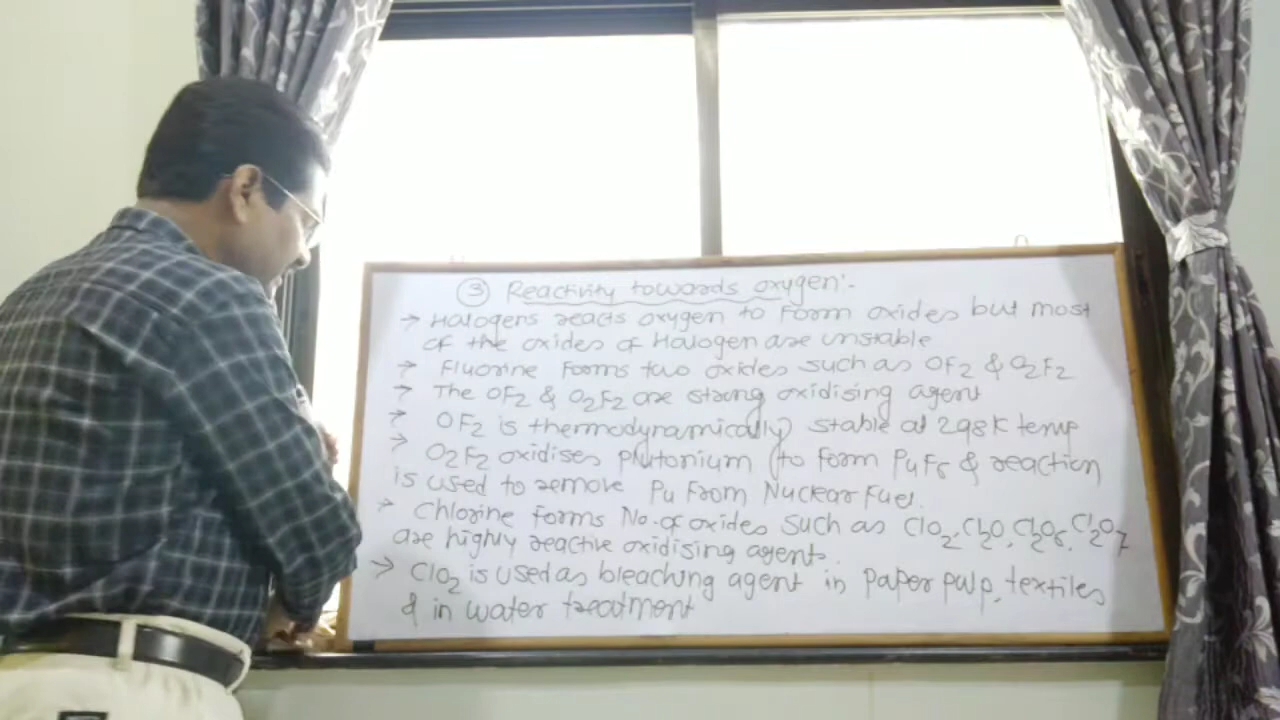 ③ Reactivity towards oxygen:-
→ Halogens reacts oxygen to form oxides but most
of the oxides of Halogen are unstable
→ Fluorine forms two oxides such as OF₂ & O₂F₂
→ The OF₂ & O₂F₂ are strong oxidising agent
→ OF₂ is thermodynamically stable at 298K temp
→ O₂F₂ oxidises plutonium to form PuF₆ & reaction
is used to remove Pu from Nuclear fuel.
→ Chlorine forms No. of oxides such as ClO₂, Cl₂O, Cl₂O₆, Cl₂O₇
are highly reactive oxidising agents.
→ ClO₂ is used as bleaching agent in paper pulp, textiles
& in water treatment